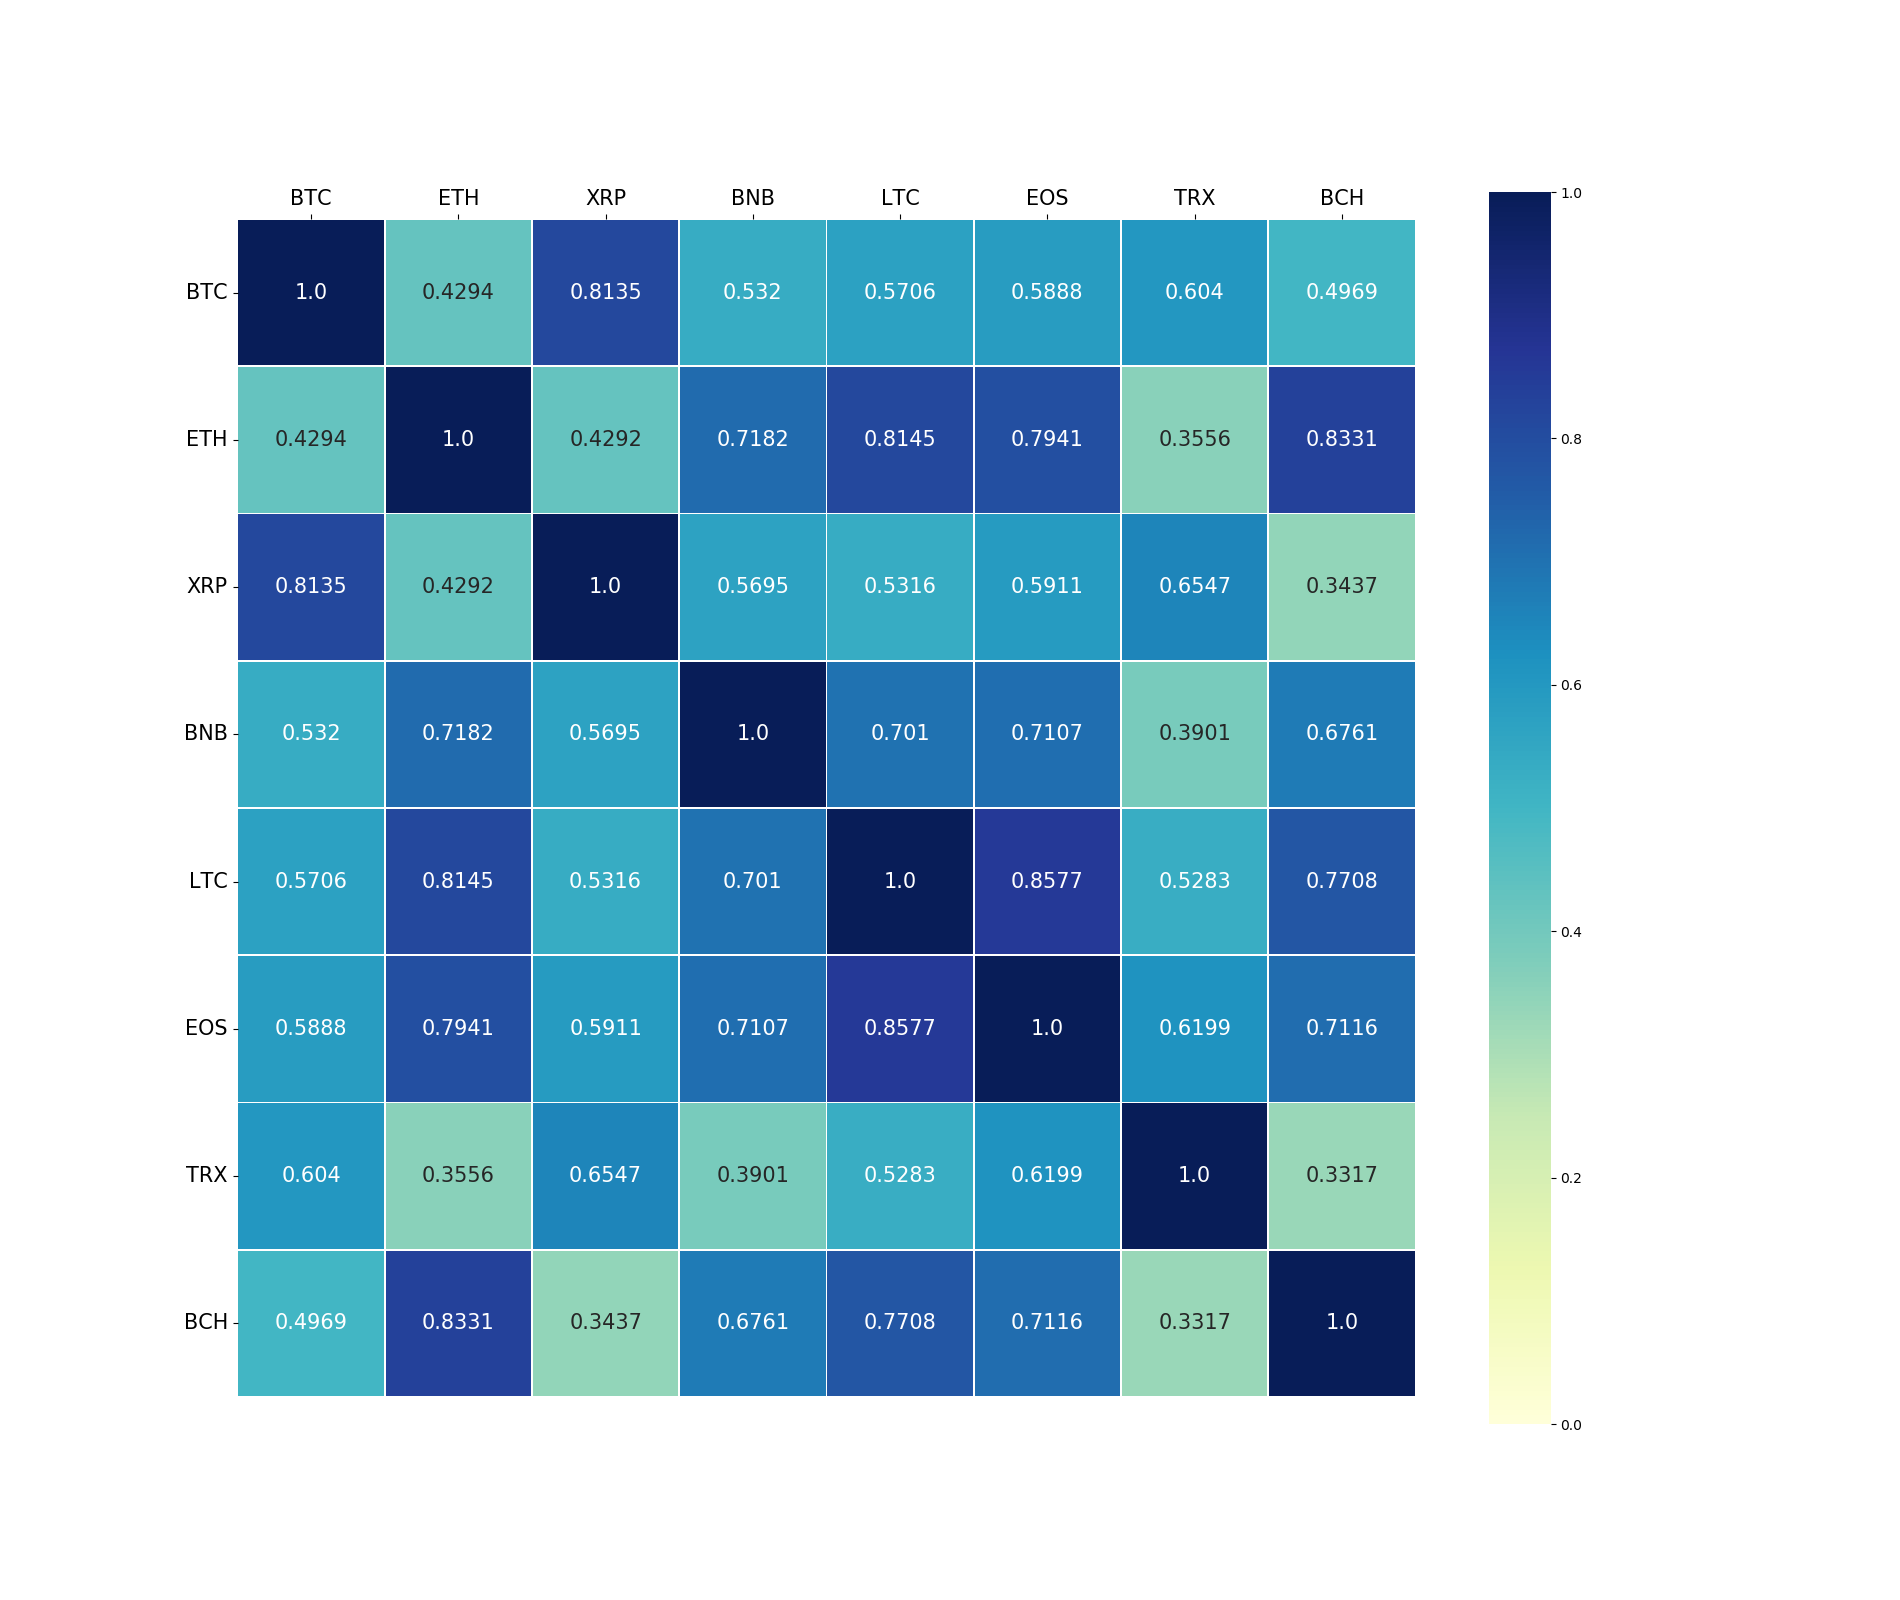 BTC ETH XRP BNB LTC EOS TRX BCH
BTC 1.0 0.4294 0.8135 0.532 0.5706 0.5888 0.604 0.4969
ETH 0.4294 1.0 0.4292 0.7182 0.8145 0.7941 0.3556 0.8331
XRP 0.8135 0.4292 1.0 0.5695 0.5316 0.5911 0.6547 0.3437
BNB 0.532 0.7182 0.5695 1.0 0.701 0.7107 0.3901 0.6761
LTC 0.5706 0.8145 0.5316 0.701 1.0 0.8577 0.5283 0.7708
EOS 0.5888 0.7941 0.5911 0.7107 0.8577 1.0 0.6199 0.7116
TRX 0.604 0.3556 0.6547 0.3901 0.5283 0.6199 1.0 0.3317
BCH 0.4969 0.8331 0.3437 0.6761 0.7708 0.7116 0.3317 1.0
1.0
0.8
0.6
0.4
0.2
0.0